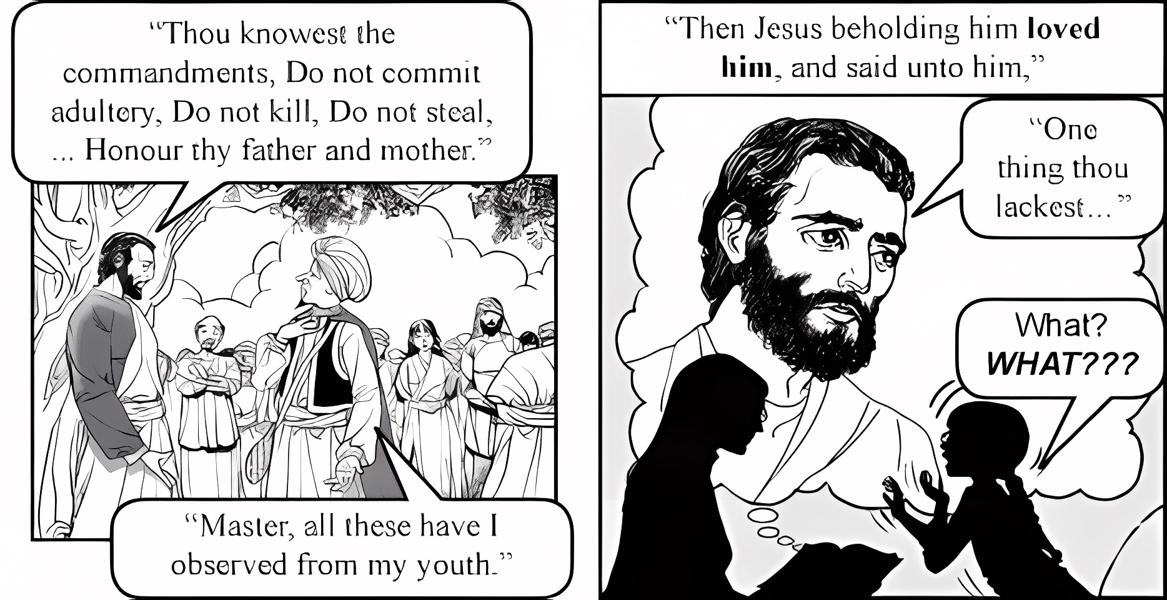 “Thou knowest the
commandments, Do not commit
adultery, Do not kill, Do not steal,
... Honour thy father and mother.”
“Master, all these have I
observed from my youth.”
“Then Jesus beholding him loved
him, and said unto him,”
“One
thing thou
lackest...”
What?
WHAT???